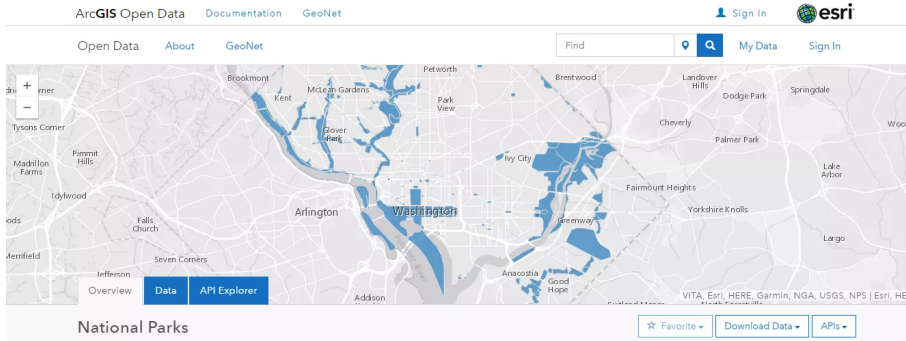 ArcGIS Open Data Documentation GeoNet Sign In esri
Open Data About GeoNet Find My Data Sign In
+
−
Brookmont
Petworth
Brentwood
Landover
Hills
Kent
McLean Gardens
Park
View
Dodge Park
Springdale
Tysons Corner
Glover
Park
Cheverly
Palmer Park
Madrillon
Farms
Pimmit
Hills
Ivy City
Lake
Arbor
Idylwood
Fairmount Heights
Arlington
Washington
Yorkshire Knolls
Falls
Church
Greenway
Largo
Merrifield
Seven Corners
Jefferson
Anacostia
Good
Hope
Addison
Overview Data API Explorer
VITA, Esri, HERE, Garmin, NGA, USGS, NPS | Esri, HE
National Parks Favorite Download Data APIs